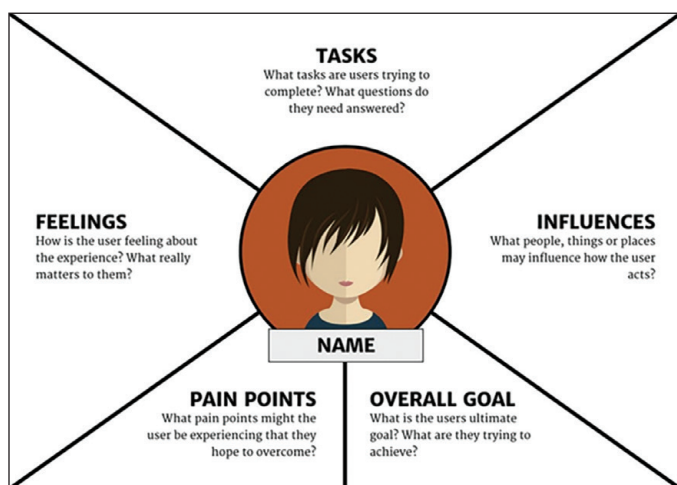 TASKS
What tasks are users trying to
complete? What questions do
they need answered?
FEELINGS
How is the user feeling about
the experience? What really
matters to them?
INFLUENCES
What people, things or places
may influence how the user
acts?
NAME
PAIN POINTS
What pain points might the
user be experiencing that they
hope to overcome?
OVERALL GOAL
What is the users ultimate
goal? What are they trying to
achieve?